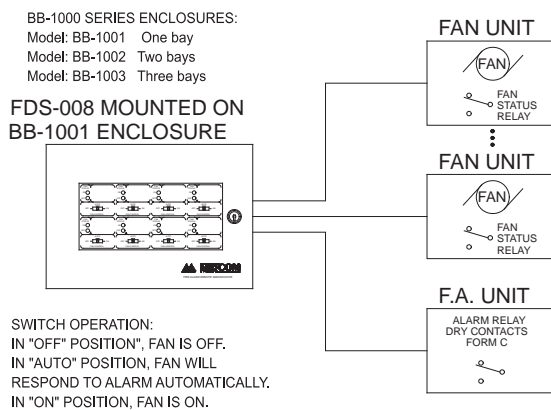 BB-1000 SERIES ENCLOSURES:
Model: BB-1001 One bay
Model: BB-1002 Two bays
Model: BB-1003 Three bays
FDS-008 MOUNTED ON
BB-1001 ENCLOSURE
MIRCOM
SWITCH OPERATION:
IN "OFF" POSITION", FAN IS OFF.
IN "AUTO" POSITION, FAN WILL
RESPOND TO ALARM AUTOMATICALLY.
IN "ON" POSITION, FAN IS ON.
FAN UNIT
FAN
FAN
STATUS
RELAY
FAN UNIT
FAN
FAN
STATUS
RELAY
F.A. UNIT
ALARM RELAY
DRY CONTACTS
FORM C